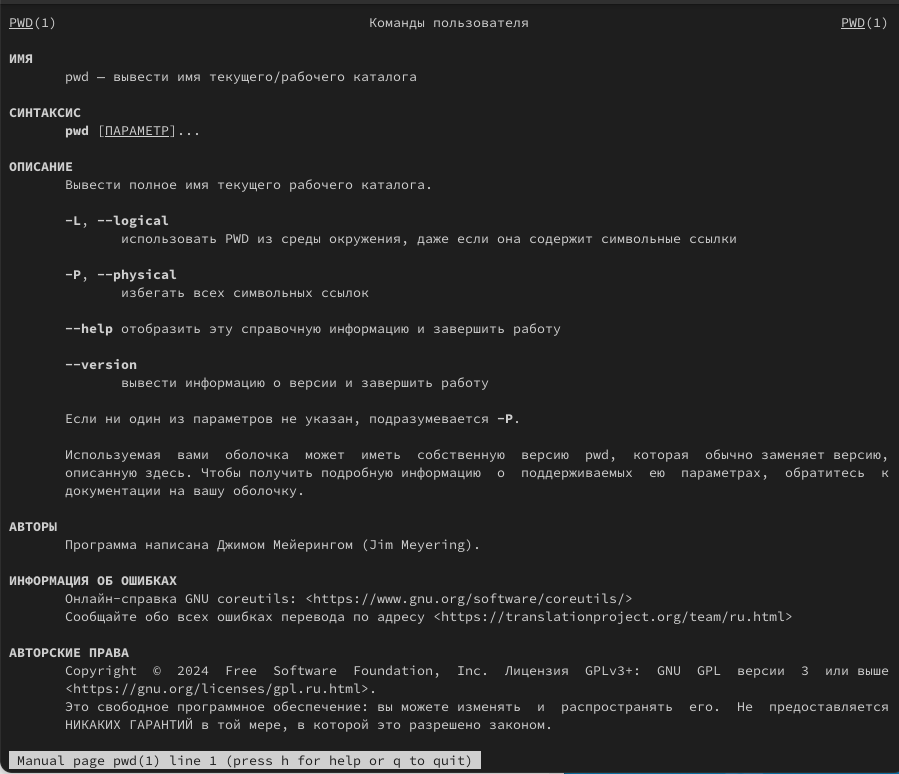 PWD(1) Команды пользователя PWD(1)
ИМЯ
pwd — вывести имя текущего/рабочего каталога
СИНТАКСИС
pwd [ПАРАМЕТР]...
ОПИСАНИЕ
Вывести полное имя текущего рабочего каталога.
-L, --logical
использовать PWD из среды окружения, даже если она содержит символьные ссылки
-P, --physical
избегать всех символьных ссылок
--help отобразить эту справочную информацию и завершить работу
--version
вывести информацию о версии и завершить работу
Если ни один из параметров не указан, подразумевается -P.
Используемая вами оболочка может иметь собственную версию pwd, которая обычно заменяет версию,
описанную здесь. Чтобы получить подробную информацию о поддерживаемых ею параметрах, обратитесь к
документации на вашу оболочку.
АВТОРЫ
Программа написана Джимом Мейерингом (Jim Meyering).
ИНФОРМАЦИЯ ОБ ОШИБКАХ
Онлайн-справка GNU coreutils: <https://www.gnu.org/software/coreutils/>
Сообщайте обо всех ошибках перевода по адресу <https://translationproject.org/team/ru.html>
АВТОРСКИЕ ПРАВА
Copyright © 2024 Free Software Foundation, Inc. Лицензия GPLv3+: GNU GPL версии 3 или выше
<https://gnu.org/licenses/gpl.ru.html>.
Это свободное программное обеспечение: вы можете изменять и распространять его. Не предоставляется
НИКАКИХ ГАРАНТИЙ в той мере, в которой это разрешено законом.
Manual page pwd(1) line 1 (press h for help or q to quit)